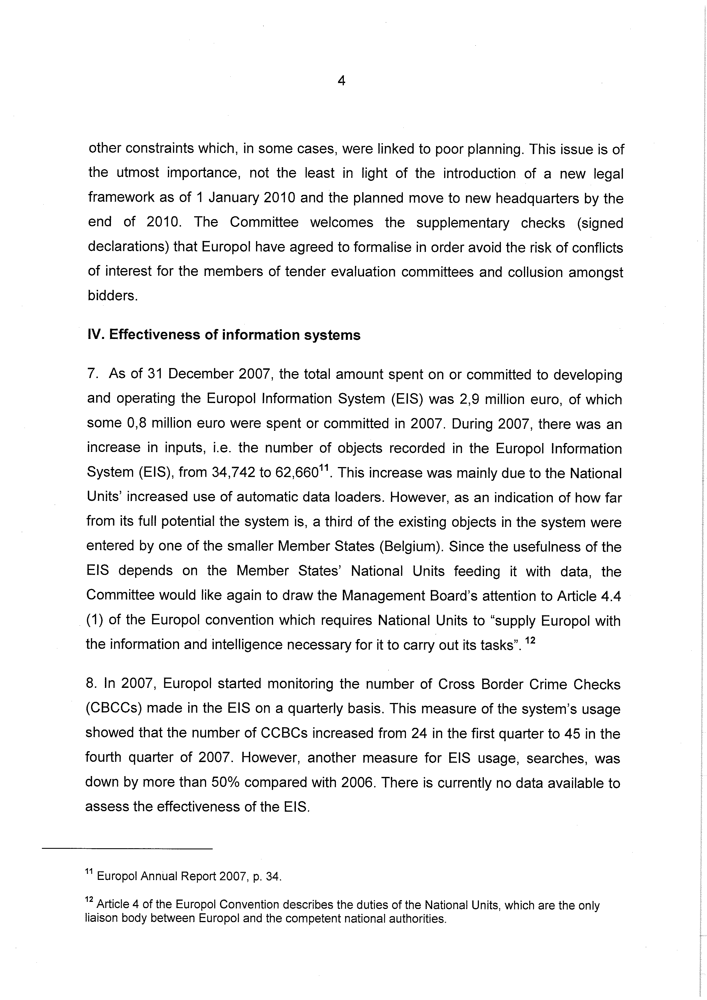 4
other constraints which, in some cases, were linked to poor planning. This issue is of
the utmost importance, not the least in light of the introduction of a new legal
framework as of 1 January 2010 and the planned move to new headquarters by the
end of 2010. The Committee welcomes the supplementary checks (signed
declarations) that Europol have agreed to formalise in order avoid the risk of conflicts
of interest for the members of tender evaluation committees and collusion amongst
bidders.
IV. Effectiveness of information systems
7. As of 31 December 2007, the total amount spent on or committed to developing
and operating the Europol Information System (EIS) was 2,9 million euro, of which
some 0,8 million euro were spent or committed in 2007. During 2007, there was an
increase in inputs, i.e. the number of objects recorded in the Europol Information
System (EIS), from 34,742 to 62,660¹¹. This increase was mainly due to the National
Units' increased use of automatic data loaders. However, as an indication of how far
from its full potential the system is, a third of the existing objects in the system were
entered by one of the smaller Member States (Belgium). Since the usefulness of the
EIS depends on the Member States' National Units feeding it with data, the
Committee would like again to draw the Management Board's attention to Article 4.4
(1) of the Europol convention which requires National Units to “supply Europol with
the information and intelligence necessary for it to carry out its tasks”. ¹²
8. In 2007, Europol started monitoring the number of Cross Border Crime Checks
(CBCCs) made in the EIS on a quarterly basis. This measure of the system's usage
showed that the number of CCBCs increased from 24 in the first quarter to 45 in the
fourth quarter of 2007. However, another measure for EIS usage, searches, was
down by more than 50% compared with 2006. There is currently no data available to
assess the effectiveness of the EIS.
¹¹ Europol Annual Report 2007, p. 34.
¹² Article 4 of the Europol Convention describes the duties of the National Units, which are the only
liaison body between Europol and the competent national authorities.